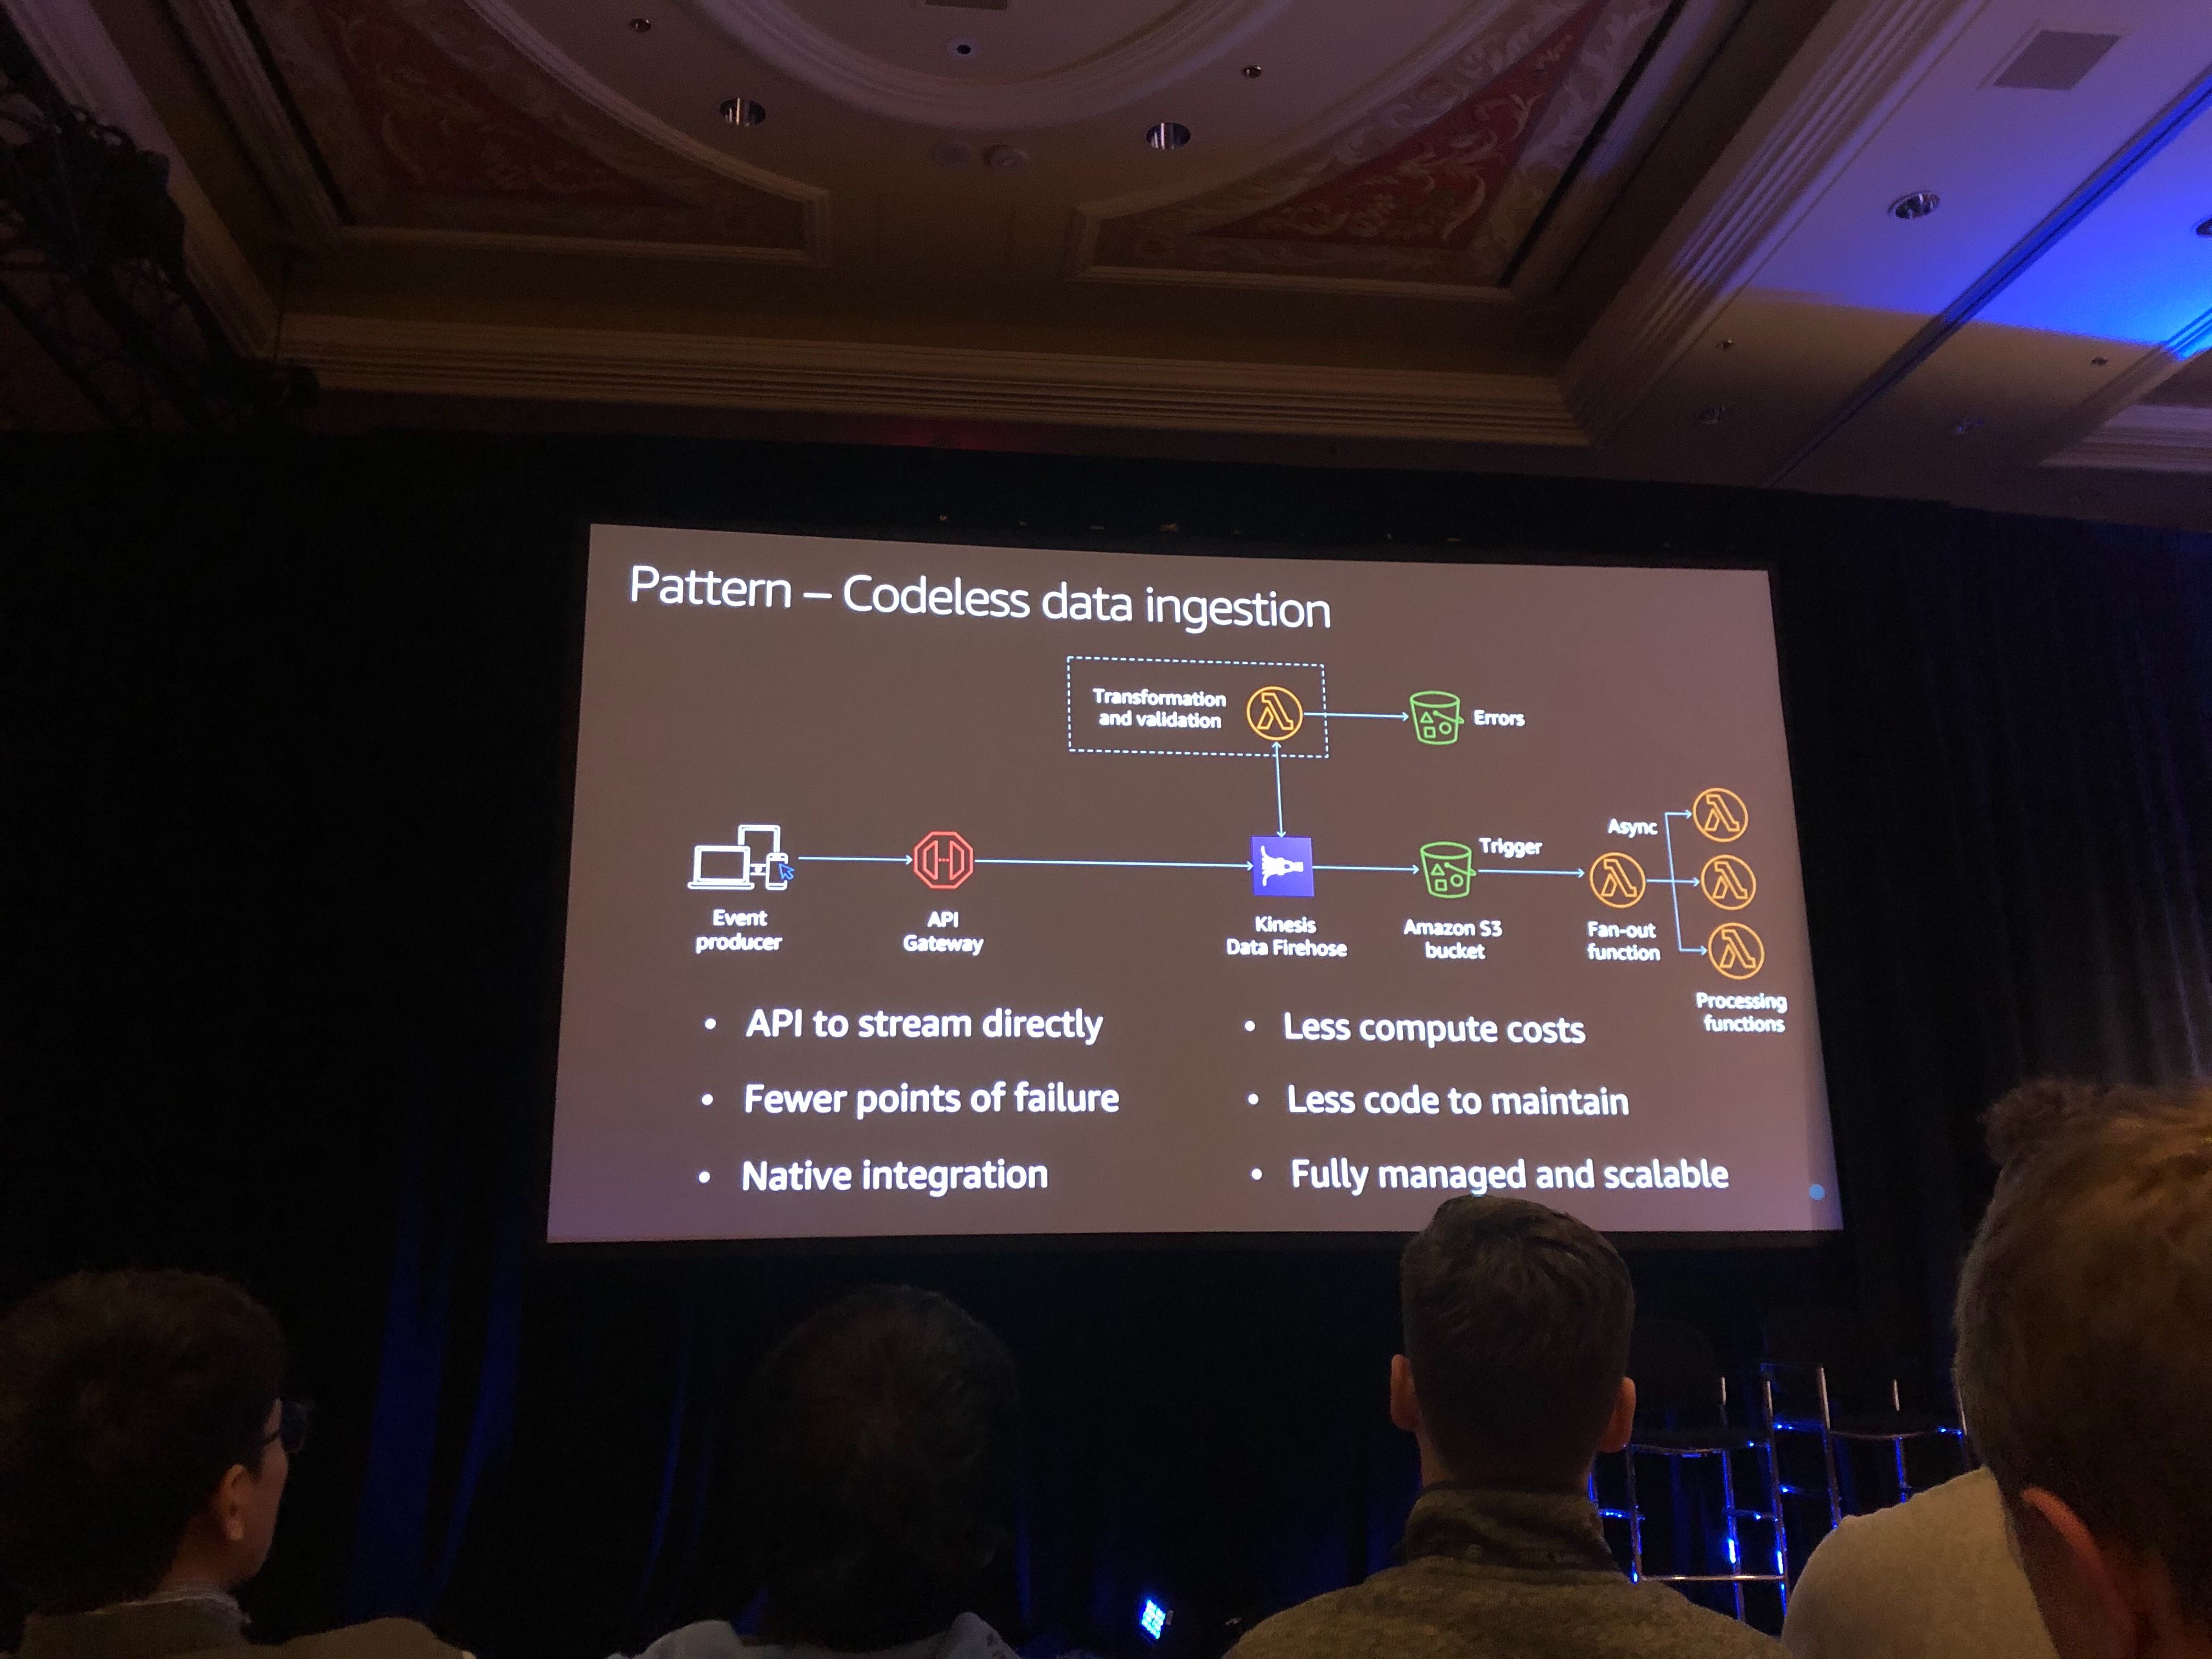 Pattern – Codeless data ingestion
Transformation
and validation
Errors
Async
Trigger
Event
producer
API
Gateway
Kinesis
Data Firehose
Amazon S3
bucket
Fan-out
function
Processing
functions
• API to stream directly
• Fewer points of failure
• Native integration
• Less compute costs
• Less code to maintain
• Fully managed and scalable